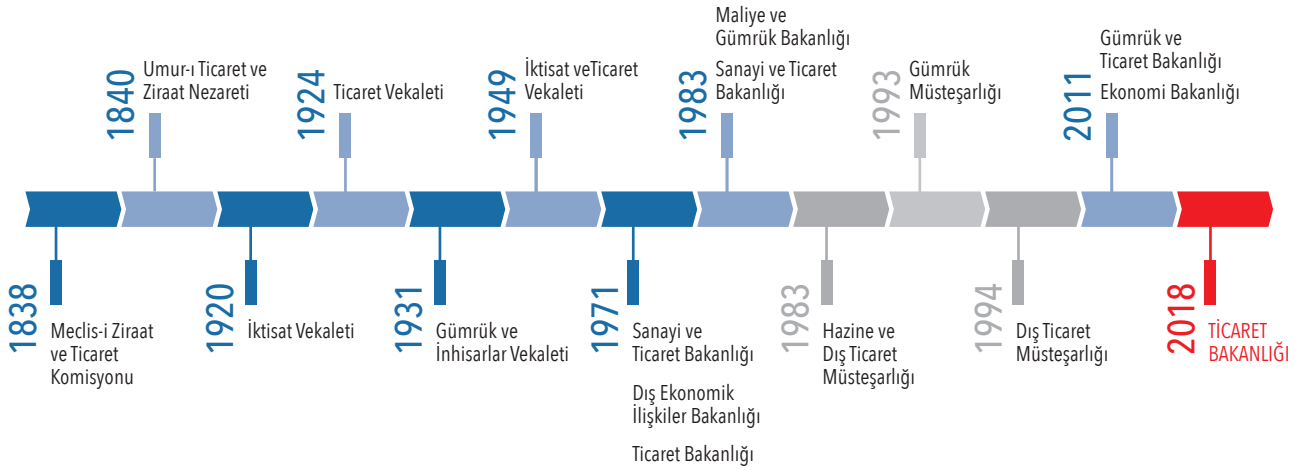 1838
Meclis-i Ziraat
ve Ticaret
Komisyonu
1840
Umur-ı Ticaret ve
Ziraat Nezareti
1920
İktisat Vekaleti
1924
Ticaret Vekaleti
1931
Gümrük ve
İnhisarlar Vekaleti
1949
İktisat veTicaret
Vekaleti
1971
Sanayi ve
Ticaret Bakanlığı
Dış Ekonomik
İlişkiler Bakanlığı
Ticaret Bakanlığı
1983
Maliye ve
Gümrük Bakanlığı
Sanayi ve Ticaret
Bakanlığı
1983
Hazine ve
Dış Ticaret
Müsteşarlığı
1993
Gümrük
Müsteşarlığı
1994
Dış Ticaret
Müsteşarlığı
2011
Gümrük ve
Ticaret Bakanlığı
Ekonomi Bakanlığı
2018
TİCARET
BAKANLIĞI